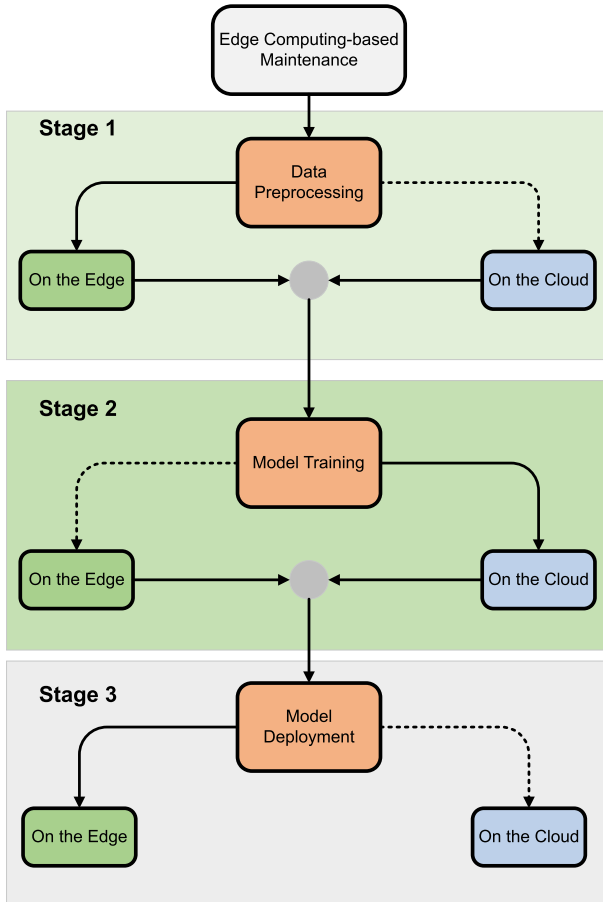 Edge Computing-based
Maintenance
Stage 1
Data
Preprocessing
On the Edge
On the Cloud
Stage 2
Model Training
On the Edge
On the Cloud
Stage 3
Model
Deployment
On the Edge
On the Cloud